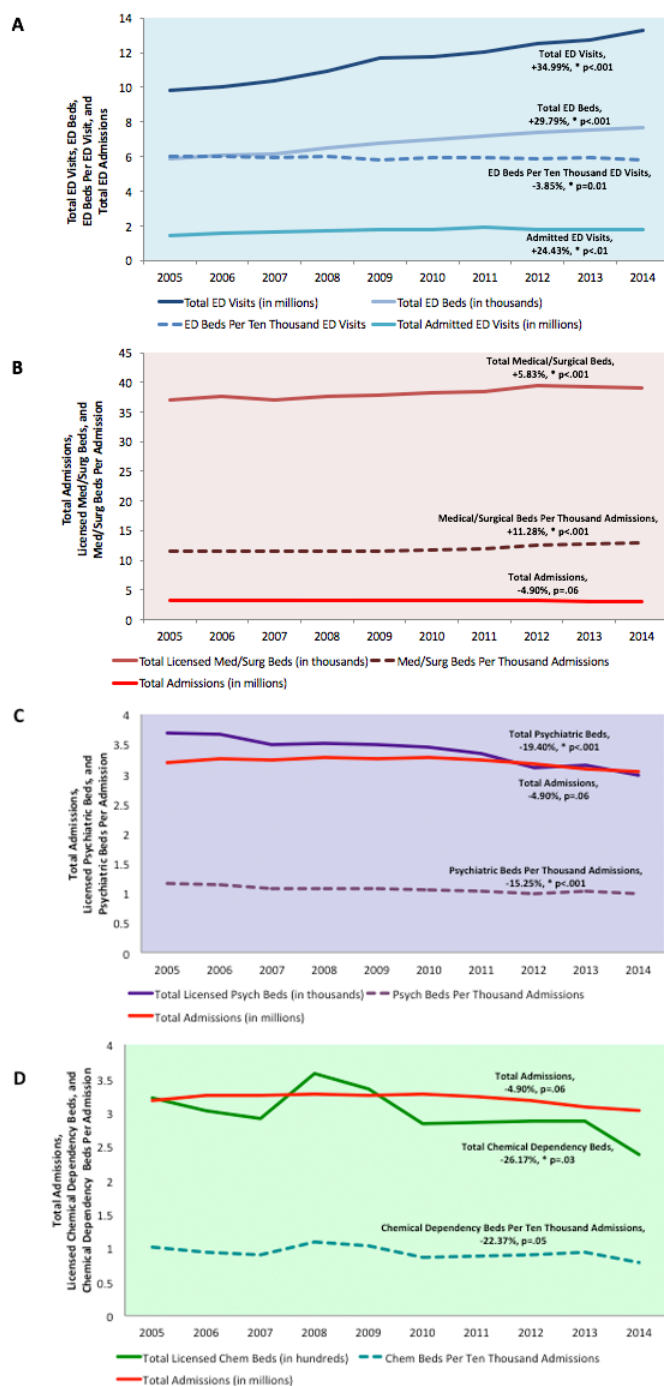 A
Total ED Visits, ED Beds,
ED Beds Per ED Visit, and
Total ED Admissions
14
12
10
8
6
4
2
0
Total ED Visits,
+34.99%, * p<.001
Total ED Beds,
+29.79%, * p<.001
ED Beds Per Ten Thousand ED Visits,
-3.85%, * p=0.01
Admitted ED Visits,
+24.43%, * p<.01
2005 2006 2007 2008 2009 2010 2011 2012 2013 2014
Total ED Visits (in millions) Total ED Beds (in thousands)
ED Beds Per Ten Thousand ED Visits Total Admitted ED Visits (in millions)
B
Total Admissions,
Licensed Med/Surg Beds, and
Med/Surg Beds Per Admission
45
40
35
30
25
20
15
10
5
0
Total Medical/Surgical Beds,
+5.83%, * p<.001
Medical/Surgical Beds Per Thousand Admissions,
+11.28%, * p<.001
Total Admissions,
-4.90%, p=.06
2005 2006 2007 2008 2009 2010 2011 2012 2013 2014
Total Licensed Med/Surg Beds (in thousands) Med/Surg Beds Per Thousand Admissions
Total Admissions (in millions)
C
Total Admissions,
Licensed Psychiatric Beds, and
Psychiatric Beds Per Admission
4
3.5
3
2.5
2
1.5
1
0.5
0
Total Psychiatric Beds,
-19.40%, * p<.001
Total Admissions,
-4.90%, p=.06
Psychiatric Beds Per Thousand Admissions,
-15.25%, * p<.001
2005 2006 2007 2008 2009 2010 2011 2012 2013 2014
Total Licensed Psych Beds (in thousands) Psych Beds Per Thousand Admissions
Total Admissions (in millions)
D
Total Admissions,
Licensed Chemical Dependency Beds, and
Chemical Dependency Beds Per Admission
4
3.5
3
2.5
2
1.5
1
0.5
0
Total Admissions,
-4.90%, p=.06
Total Chemical Dependency Beds,
-26.17%, * p=.03
Chemical Dependency Beds Per Ten Thousand Admissions,
-22.37%, p=.05
2005 2006 2007 2008 2009 2010 2011 2012 2013 2014
Total Licensed Chem Beds (in hundreds) Chem Beds Per Ten Thousand Admissions
Total Admissions (in millions)